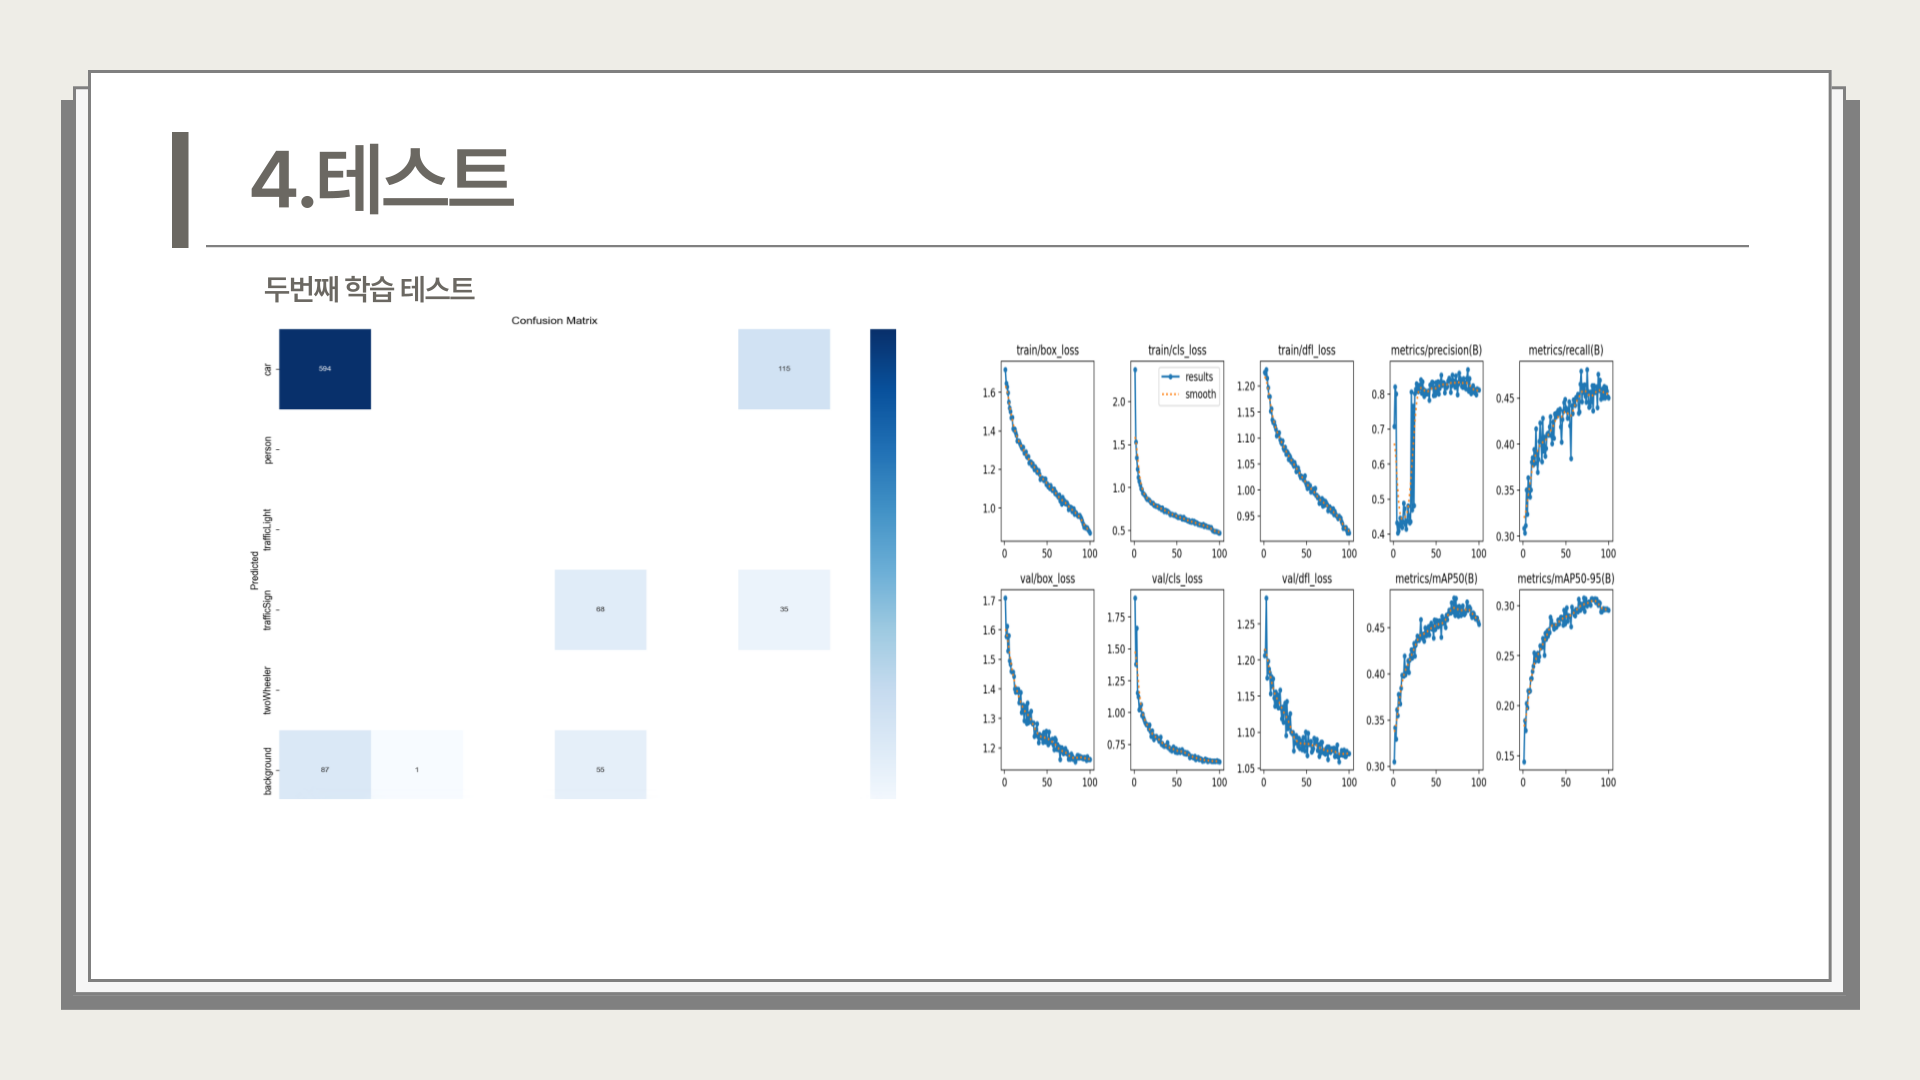 4.테스트
두번째 학습 테스트
Confusion Matrix
car
person
trafficLight
trafficSign
twoWheeler
background
Predicted
594
115
68
35
87
1
55
train/box_loss
1.6
1.4
1.2
1.0
0 50 100
train/cls_loss
results
smooth
2.0
1.5
1.0
0.5
0 50 100
train/dfl_loss
1.20
1.15
1.10
1.05
1.00
0.95
0 50 100
metrics/precision(B)
0.8
0.7
0.6
0.5
0.4
0 50 100
metrics/recall(B)
0.45
0.40
0.35
0.30
0 50 100
val/box_loss
1.7
1.6
1.5
1.4
1.3
1.2
0 50 100
val/cls_loss
1.75
1.50
1.25
1.00
0.75
0 50 100
val/dfl_loss
1.25
1.20
1.15
1.10
1.05
0 50 100
metrics/mAP50(B)
0.45
0.40
0.35
0.30
0 50 100
metrics/mAP50-95(B)
0.30
0.25
0.20
0.15
0 50 100